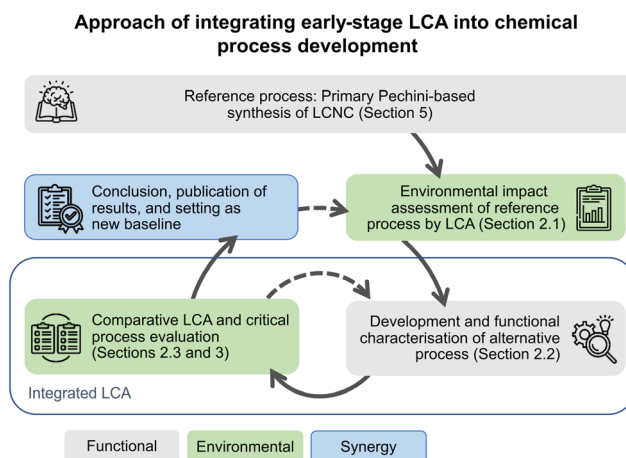 Approach of integrating early-stage LCA into chemical
process development
Reference process: Primary Pechini-based
synthesis of LCNC (Section 5)
Conclusion, publication of
results, and setting as
new baseline
Environmental impact
assessment of reference
process by LCA (Section 2.1)
Comparative LCA and critical
process evaluation
(Sections 2.3 and 3)
Development and functional
characterisation of alternative
process (Section 2.2)
Integrated LCA
Functional
Environmental
Synergy